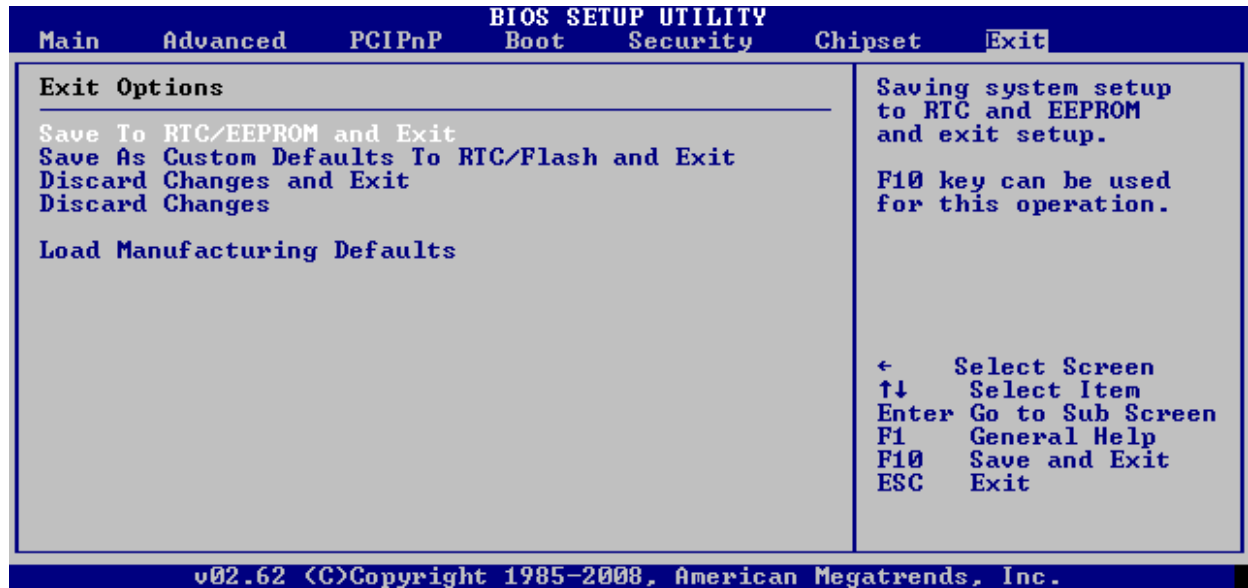 BIOS SETUP UTILITY
Main Advanced PCIPnP Boot Security Chipset Exit
Exit Options
Save To RTC/EEPROM and Exit
Save As Custom Defaults To RTC/Flash and Exit
Discard Changes and Exit
Discard Changes
Load Manufacturing Defaults
Saving system setup
to RTC and EEPROM
and exit setup.
F10 key can be used
for this operation.
← Select Screen
↑↓ Select Item
Enter Go to Sub Screen
F1 General Help
F10 Save and Exit
ESC Exit
v02.62 (C)Copyright 1985-2008, American Megatrends, Inc.